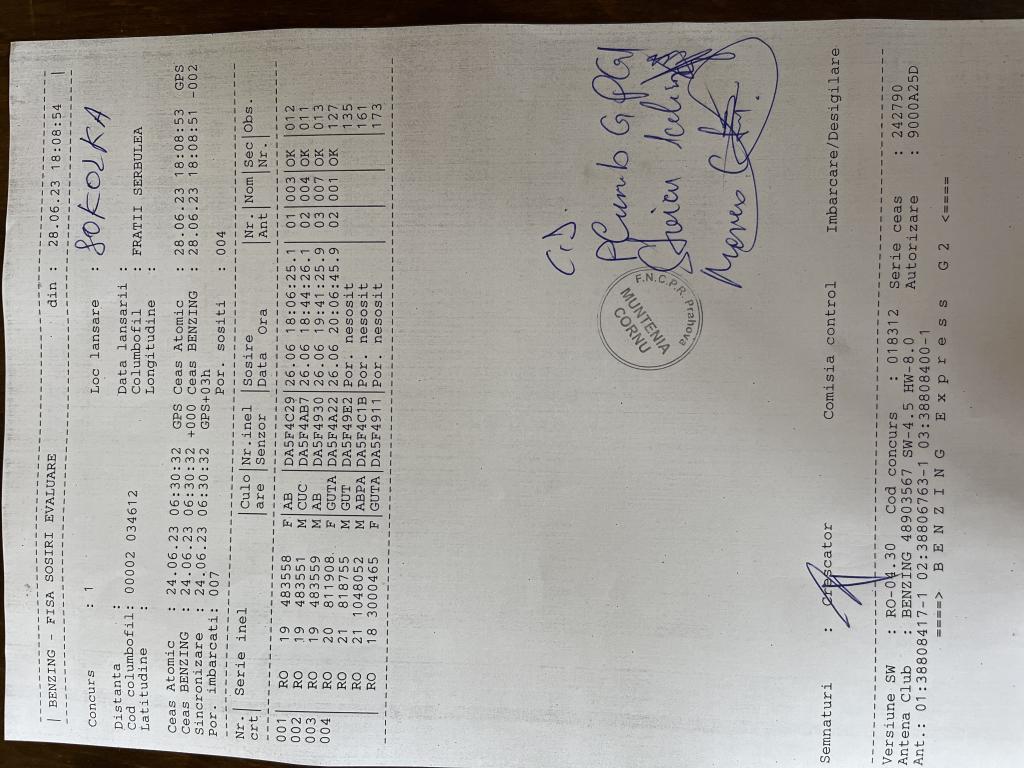 | BENZING - FISA SOSIRI EVALUARE din : 28.06.23 18:08:54 |
Concurs : 1 Loc lansare : SOKOLKA
Distanta : Data lansarii :
Cod columbofil: 00002 034612 Columbofil : FRATII SERBULEA
Latitudine : Longitudine :
Ceas Atomic : 24.06.23 06:30:32 GPS Ceas Atomic : 28.06.23 18:08:53 GPS
Ceas BENZING : 24.06.23 06:30:32 +000 Ceas BENZING : 28.06.23 18:08:51 -002
Sincronizare : 24.06.23 06:30:32 GPS+03h
Por. imbarcati: 007 Por. sositi : 004
Nr.| Serie inel |Culo|Nr.inel |Sosire |Nr. |Nom|Sec|Obs.
crt| |are |Senzor |Data Ora |Ant | |Nr.|
001 |RO 19 483558 F|AB |DA5F4C29|26.06 18:06:25.1| 01|003|OK |012
002 |RO 19 483551 M|CUC |DA5F4AB7|26.06 18:44:26.1| 02|004|OK |011
003 |RO 19 483559 M|AB |DA5F4930|26.06 19:41:25.9| 03|007|OK |013
004 |RO 20 811908. F|GUTA|DA5F4A22|26.06 20:06:45.9| 02|001|OK |127
|RO 21 818755 M|GUT |DA5F49E2|Por. nesosit | | | |135
|RO 21 1048052 M|ABPA|DA5F4C1B|Por. nesosit | | | |161
|RO 18 3000465 F|GUTA|DA5F4911|Por. nesosit | | | |173
C.D.
F.N.C.P.R. Prahova
MUNTENIA
CORNU
Semnaturi : Crescator Comisia control Imbarcare/Desigilare
Versiune SW : RO-04.30 Cod concurs : 018312 Serie ceas : 242790
Antena Club : BENZING 48903567 SW-4.5 HW-8.0 Autorizare : 9000A25D
Ant.: 01:38808417-1 02:38806763-1 03:38808400-1
====> B E N Z I N G E x p r e s s G 2 <====